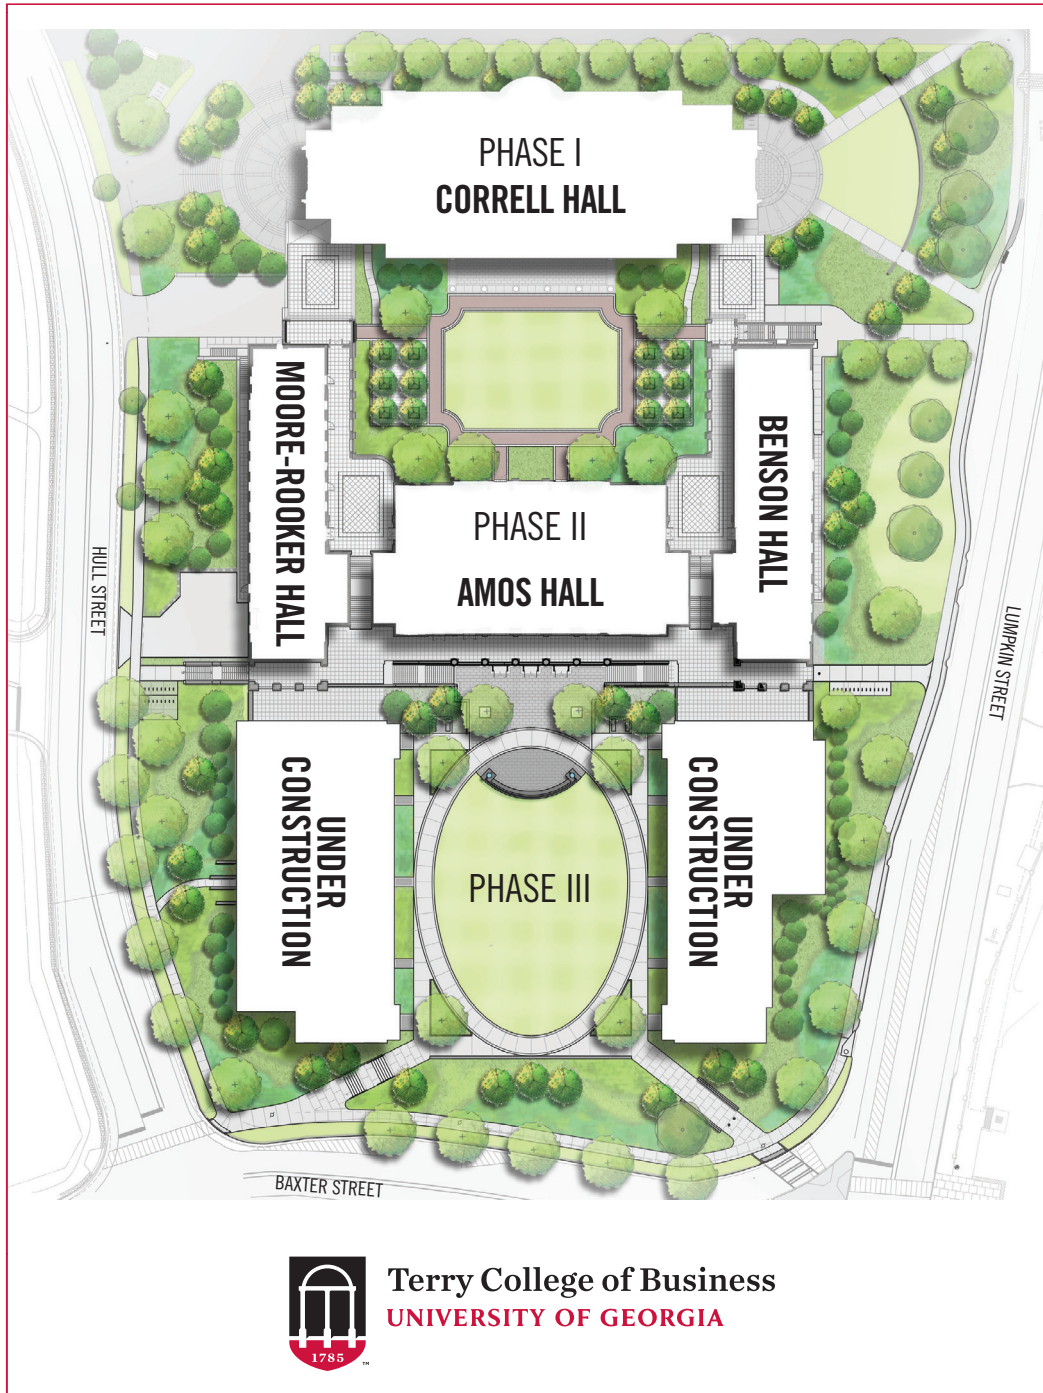 PHASE I
CORRELL HALL
MOORE-ROOKER HALL
BENSON HALL
PHASE II
AMOS HALL
HULL STREET
LUMPKIN STREET
UNDER
CONSTRUCTION
PHASE III
UNDER
CONSTRUCTION
BAXTER STREET
Terry College of Business
UNIVERSITY OF GEORGIA
1785
TM